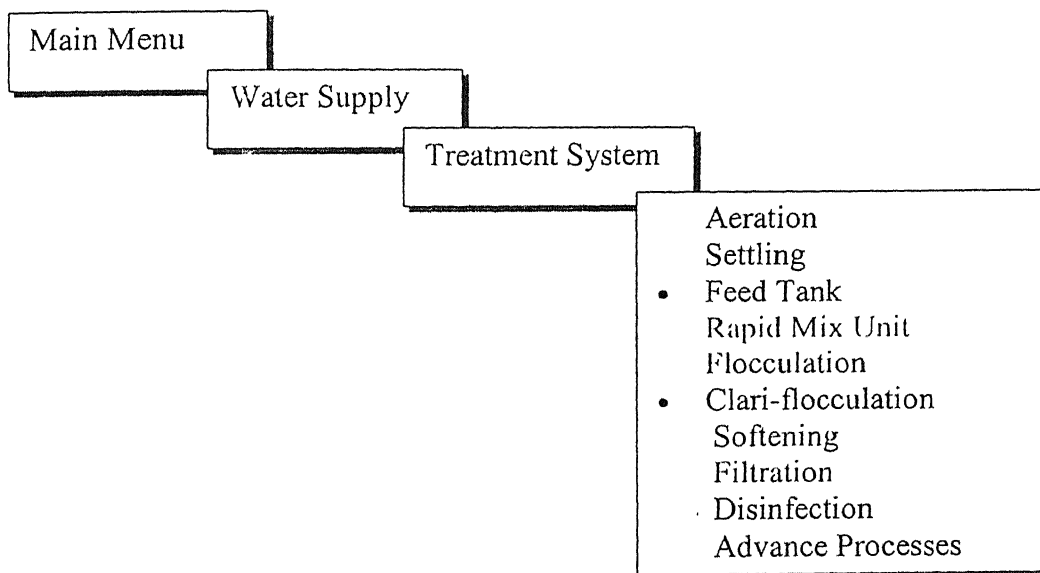 Main Menu
Water Supply
Treatment System
Aeration
Settling
• Feed Tank
Rapid Mix Unit
Flocculation
• Clari-flocculation
Softening
Filtration
Disinfection
Advance Processes